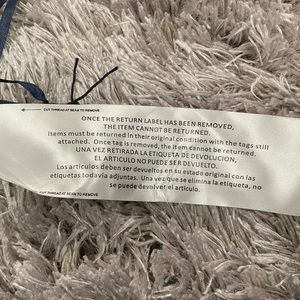 CUT THREAD AT SEAM TO REMOVE
ONCE THE RETURN LABEL HAS BEEN REMOVED,
THE ITEM CANNOT BE RETURNED.
Items must be returned in their original condition with the tags still
attached. Once tag is removed, the item cannot be returned.
UNA VEZ RETIRADA LA ETIQUETA DE DEVOLUCION,
EL ARTICULO NO PUEDE SER DEVUELTO.
Los artículos deben ser devueltos en su estado original con las
etiquetas todavía adjuntas. Una vez que se elimina la etiqueta, no
se puede devolver el artículo.
CUT THREAD AT SEAM TO REMOVE